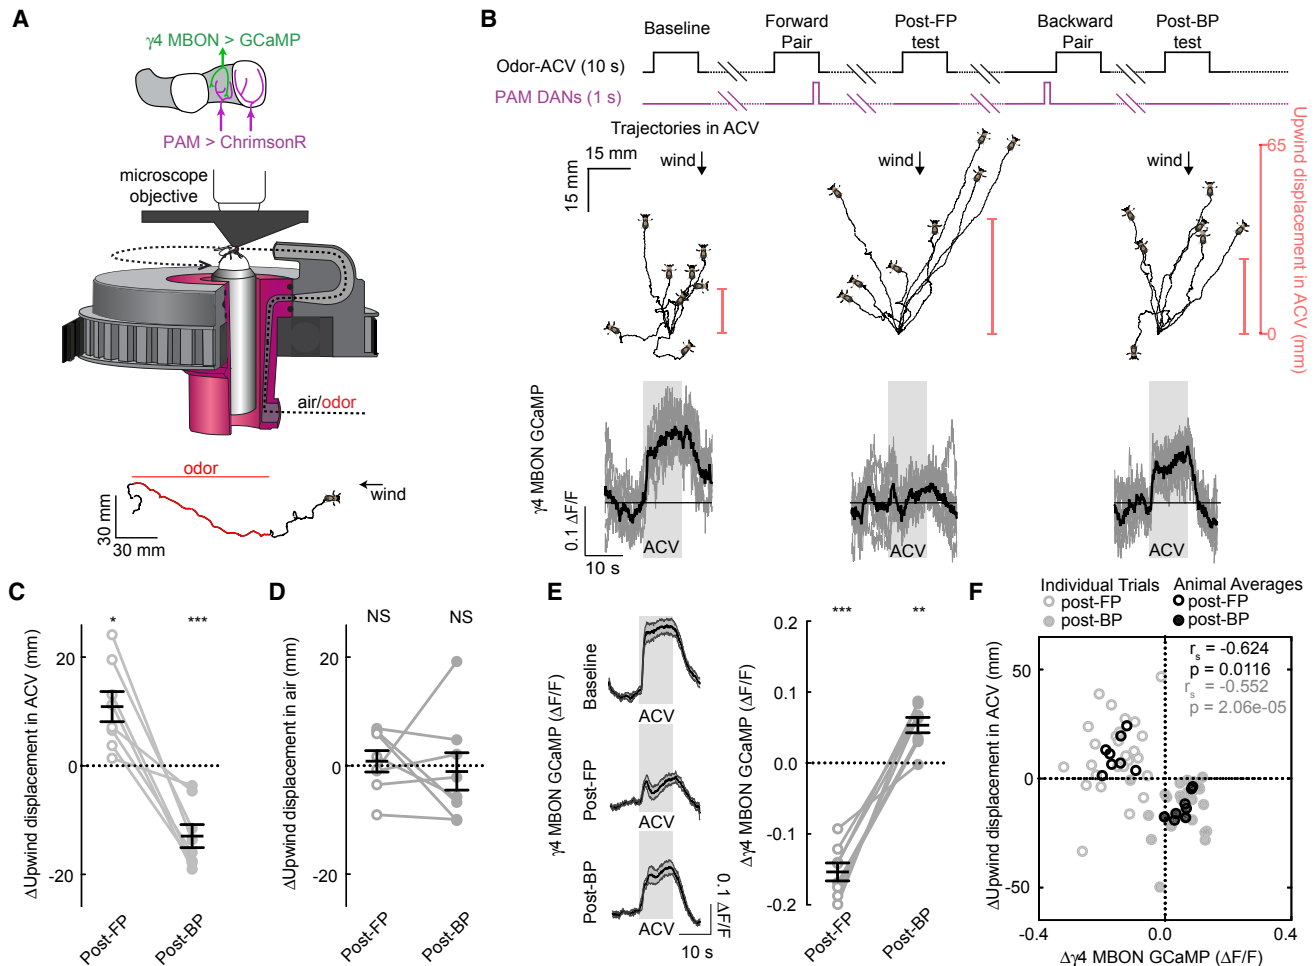 A
γ4 MBON > GCaMP
PAM > ChrimsonR
microscope
objective
air/odor
odor
wind
30 mm
30 mm
B
Baseline
Forward
Pair
Post-FP
test
Backward
Pair
Post-BP
test
Odor-ACV (10 s)
PAM DANs (1 s)
Trajectories in ACV
15 mm
15 mm
wind
wind
wind
65
0
Upwind displacement in ACV (mm)
γ4 MBON GCaMP
0.1 ΔF/F
10 s
ACV
ACV
ACV
C
ΔUpwind displacement in ACV (mm)
20
0
-20
*
***
Post-FP
Post-BP
D
ΔUpwind displacement in air (mm)
20
0
-20
NS
NS
Post-FP
Post-BP
E
γ4 MBON GCaMP (ΔF/F)
Baseline
ACV
Post-FP
ACV
Post-BP
ACV
0.1 ΔF/F
10 s
Δγ4 MBON GCaMP (ΔF/F)
0.2
0.1
0.0
-0.1
-0.2
***
**
Post-FP
Post-BP
F
Individual Trials
post-FP
post-BP
Animal Averages
post-FP
post-BP
rs = -0.624
p = 0.0116
rs = -0.552
p = 2.06e-05
ΔUpwind displacement in ACV (mm)
50
0
-50
-0.4
0.0
0.4
Δγ4 MBON GCaMP (ΔF/F)